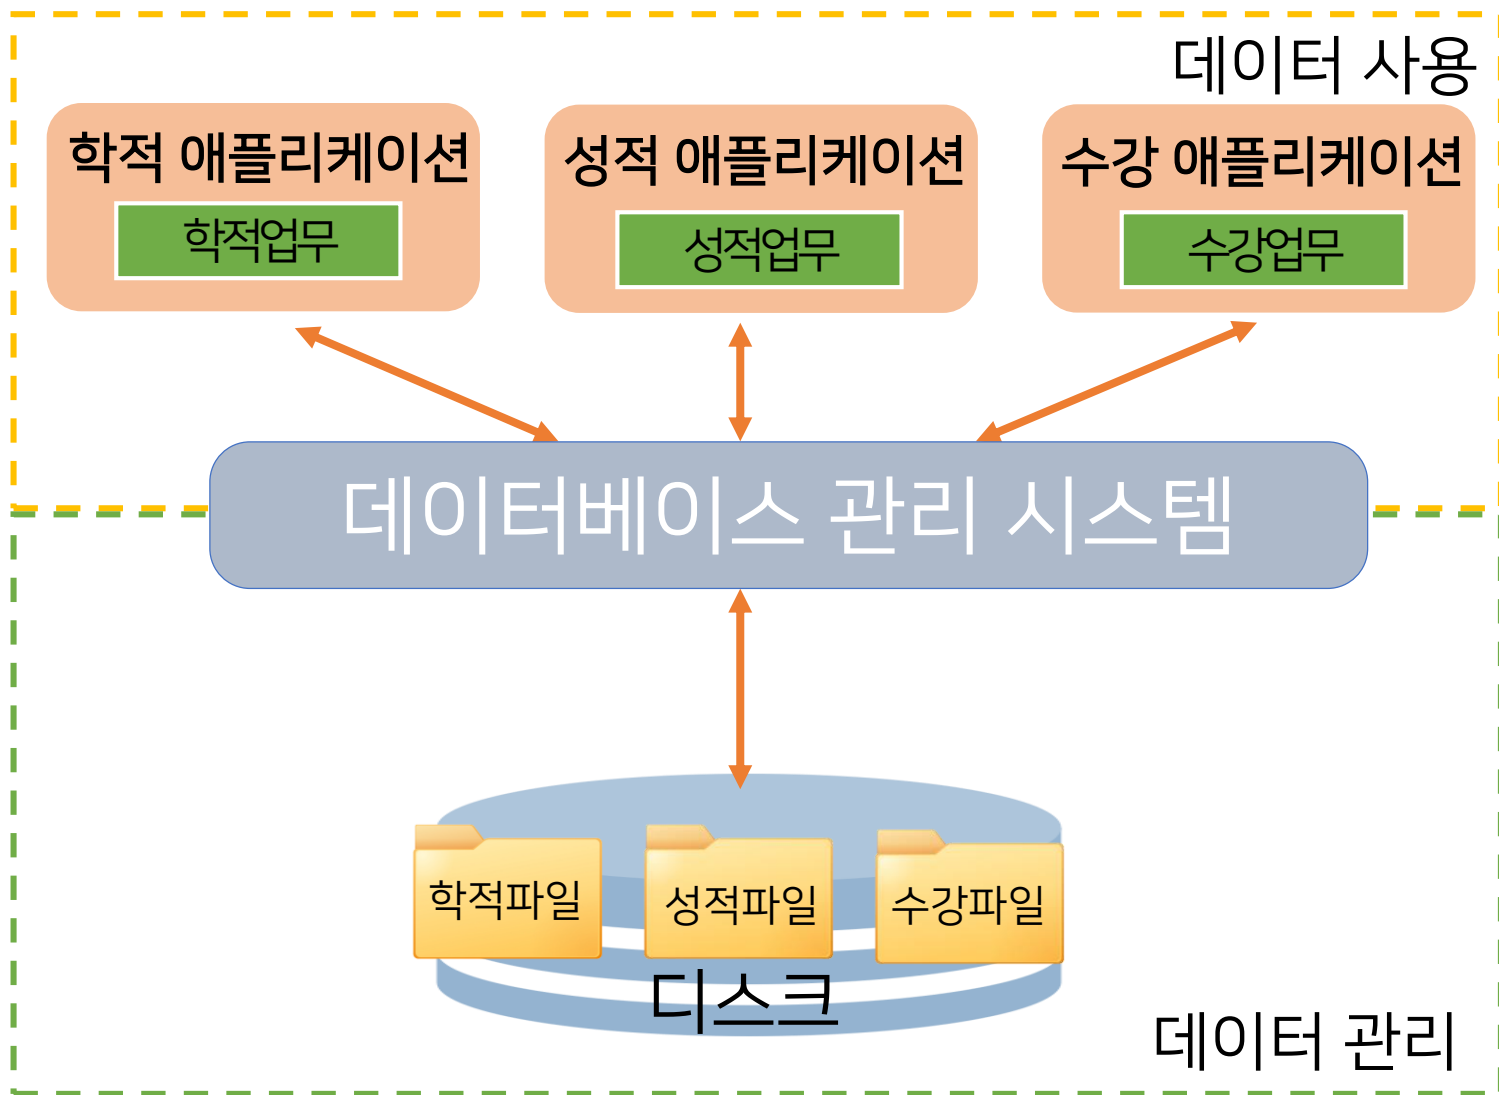 데이터 사용
학적 애플리케이션
학적업무
성적 애플리케이션
성적업무
수강 애플리케이션
수강업무
데이터베이스 관리 시스템
학적파일
성적파일
수강파일
디스크
데이터 관리